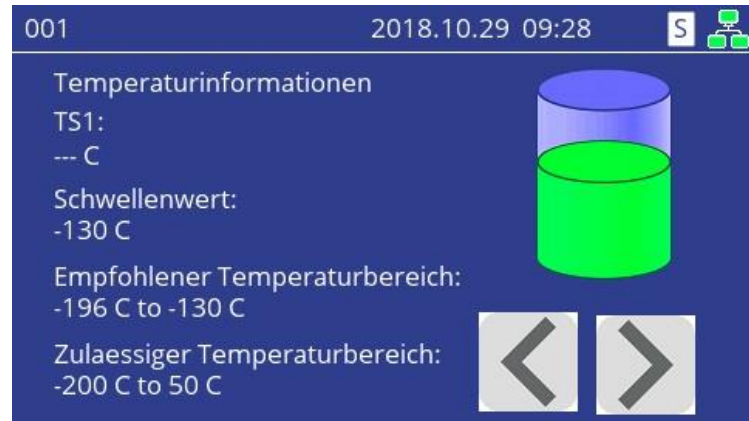 001 2018.10.29 09:28 S
Temperaturinformationen
TS1:
--- C
Schwellenwert:
-130 C
Empfohlener Temperaturbereich:
-196 C to -130 C
Zulaessiger Temperaturbereich:
-200 C to 50 C